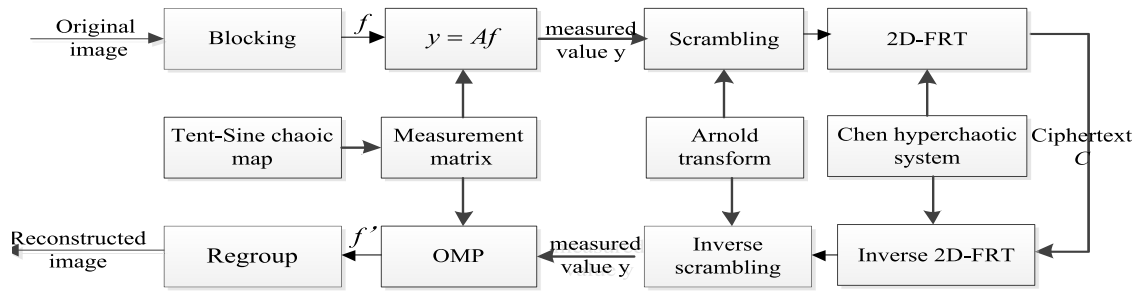 Original
image
Blocking
f
y = Af
measured
value y
Scrambling
2D-FRT
Tent-Sine chaoic
map
Measurement
matrix
Arnold
transform
Chen hyperchaotic
system
Ciphertext
C
Reconstructed
image
Regroup
f'
OMP
measured
value y
Inverse
scrambling
Inverse 2D-FRT